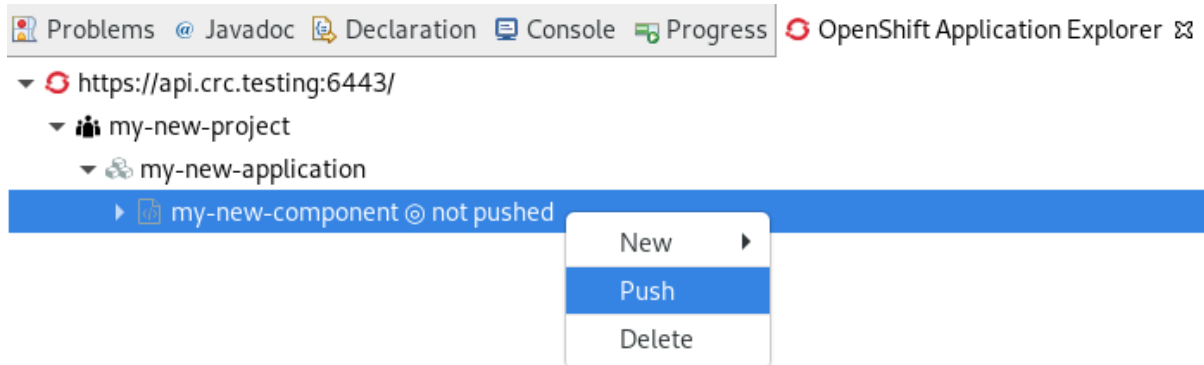 Problems @ Javadoc Declaration Console Progress OpenShift Application Explorer
https://api.crc.testing:6443/
my-new-project
my-new-application
my-new-component ◎ not pushed
New
Push
Delete